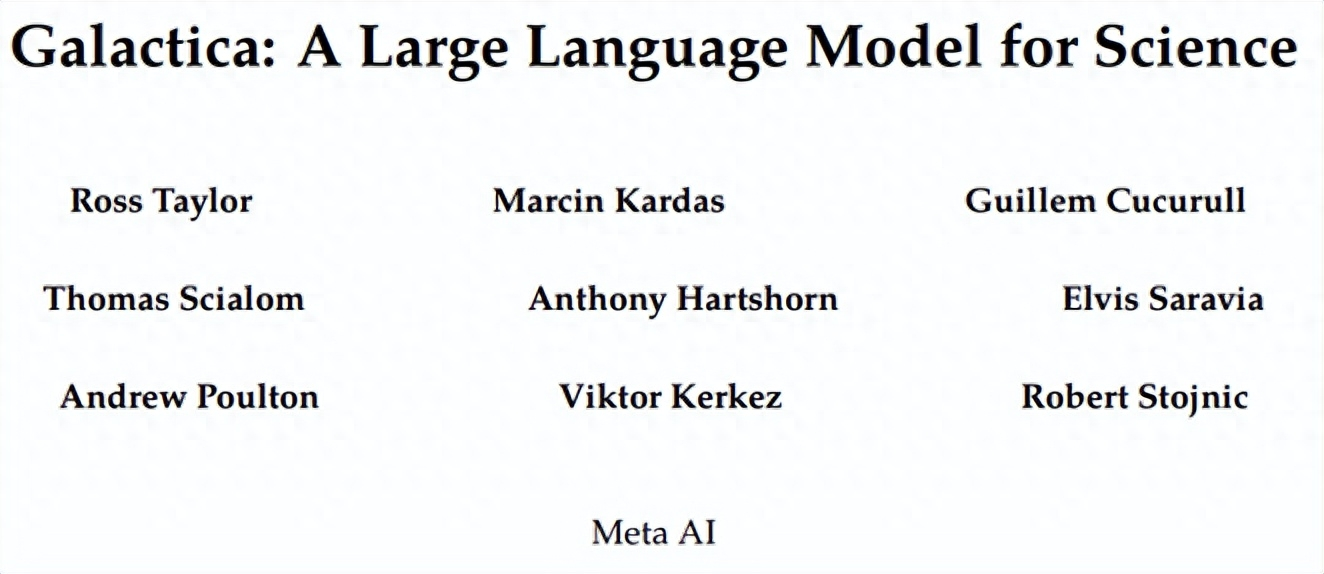 Galactica: A Large Language Model for Science
Ross Taylor Marcin Kardas Guillem Cucurull
Thomas Scialom Anthony Hartshorn Elvis Saravia
Andrew Poulton Viktor Kerkez Robert Stojnic
Meta AI